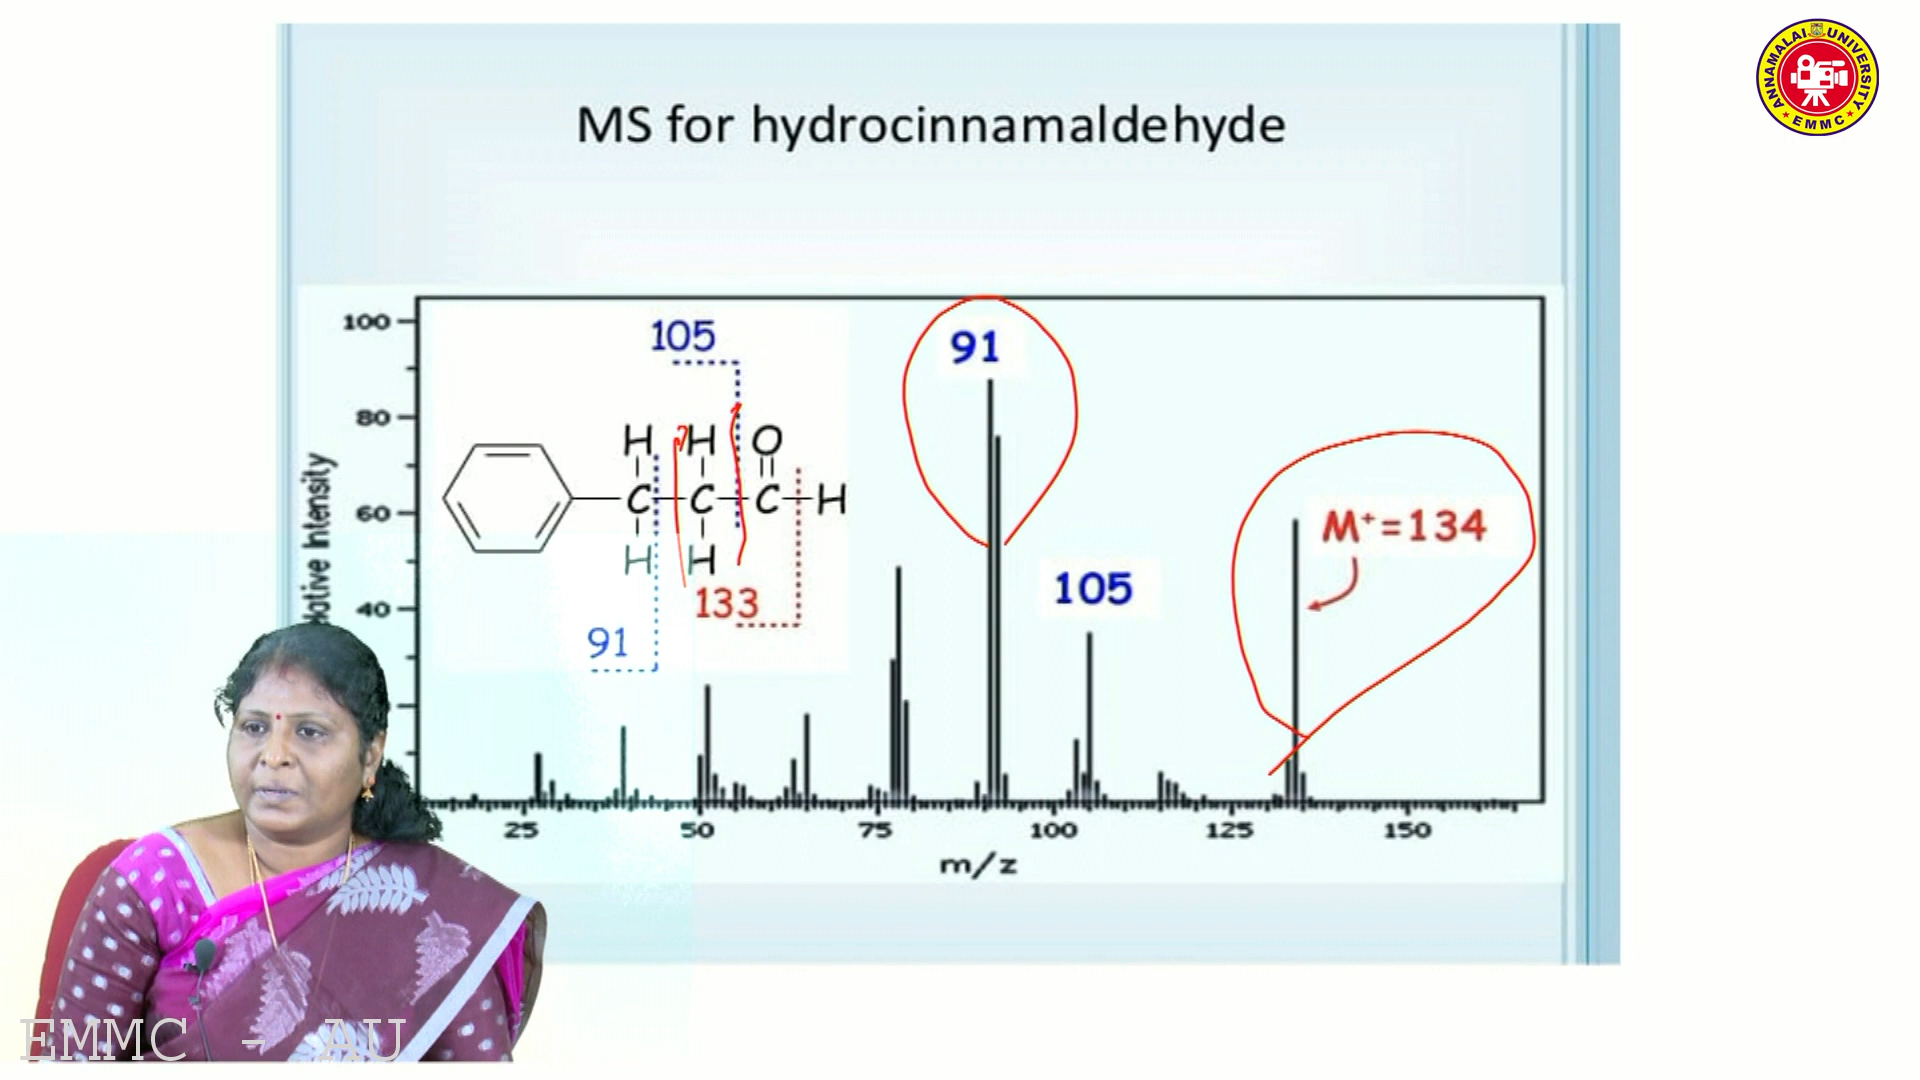 ANNAMALAI UNIVERSITY
EMMC
MS for hydrocinnamaldehyde
100
80
60
40
Intensity
105
H H O
C C C H
H H
133
91
91
105
M⁺=134
25 50 75 100 125 150
m/z
EMMC - AU